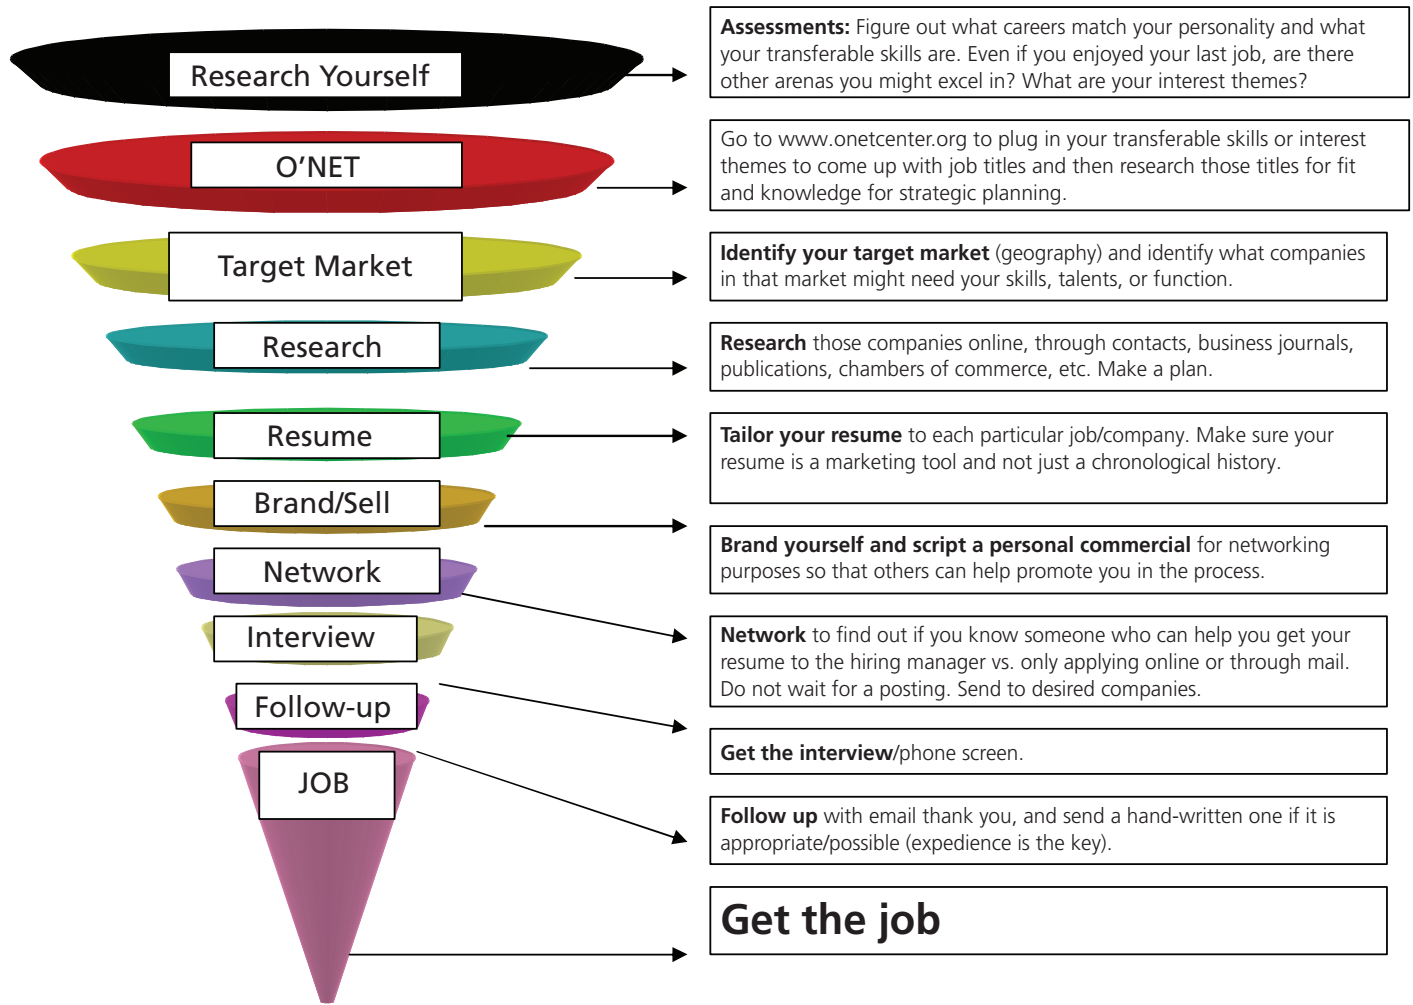 Research Yourself
Assessments: Figure out what careers match your personality and what
your transferable skills are. Even if you enjoyed your last job, are there
other arenas you might excel in? What are your interest themes?
O’NET
Go to www.onetcenter.org to plug in your transferable skills or interest
themes to come up with job titles and then research those titles for fit
and knowledge for strategic planning.
Target Market
Identify your target market (geography) and identify what companies
in that market might need your skills, talents, or function.
Research
Research those companies online, through contacts, business journals,
publications, chambers of commerce, etc. Make a plan.
Resume
Tailor your resume to each particular job/company. Make sure your
resume is a marketing tool and not just a chronological history.
Brand/Sell
Brand yourself and script a personal commercial for networking
purposes so that others can help promote you in the process.
Network
Network to find out if you know someone who can help you get your
resume to the hiring manager vs. only applying online or through mail.
Do not wait for a posting. Send to desired companies.
Interview
Get the interview/phone screen.
Follow-up
Follow up with email thank you, and send a hand-written one if it is
appropriate/possible (expedience is the key).
JOB
Get the job